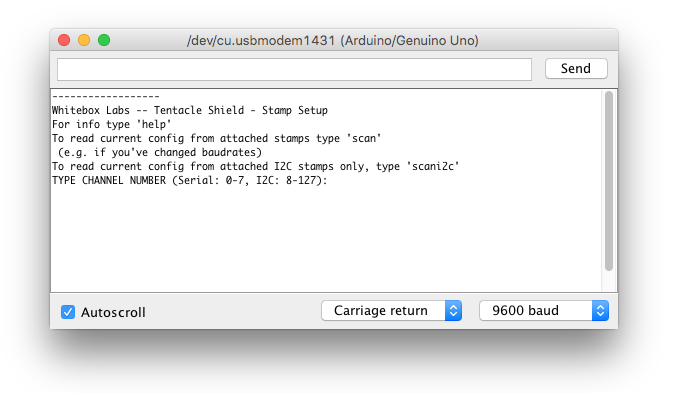 /dev/cu.usbmodem1431 (Arduino/Genuino Uno)
Send
------------------
Whitebox Labs -- Tentacle Shield - Stamp Setup
For info type 'help'
To read current config from attached stamps type 'scan'
(e.g. if you've changed baudrates)
To read current config from attached I2C stamps only, type 'scani2c'
TYPE CHANNEL NUMBER (Serial: 0-7, I2C: 8-127):
Autoscroll
Carriage return
9600 baud